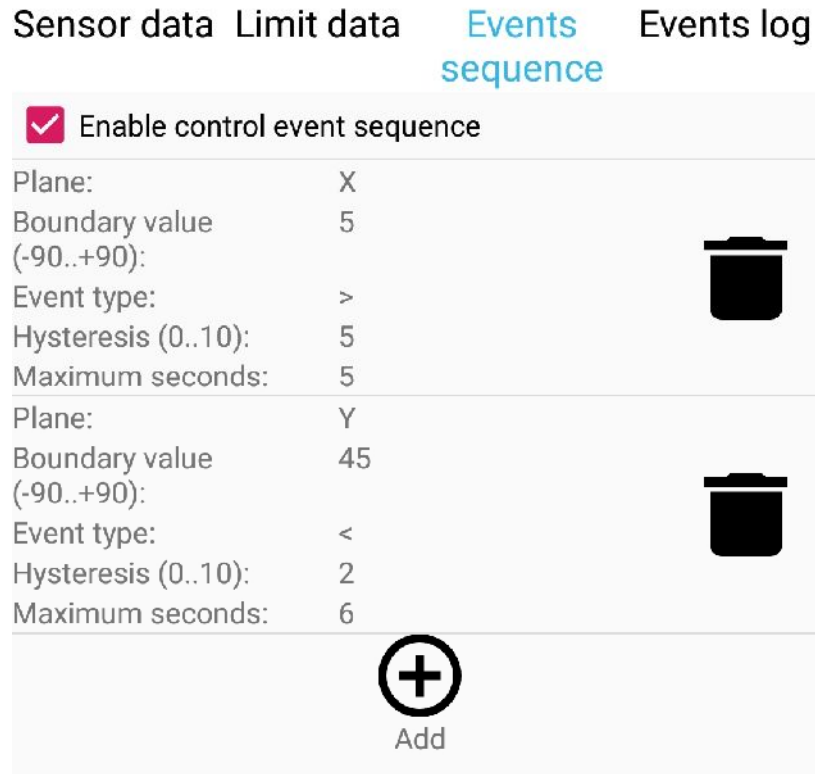 Sensor data Limit data Events sequence Events log
Enable control event sequence
Plane: X
Boundary value (-90..+90): 5
Event type: >
Hysteresis (0..10): 5
Maximum seconds: 5
Plane: Y
Boundary value (-90..+90): 45
Event type: <
Hysteresis (0..10): 2
Maximum seconds: 6
Add